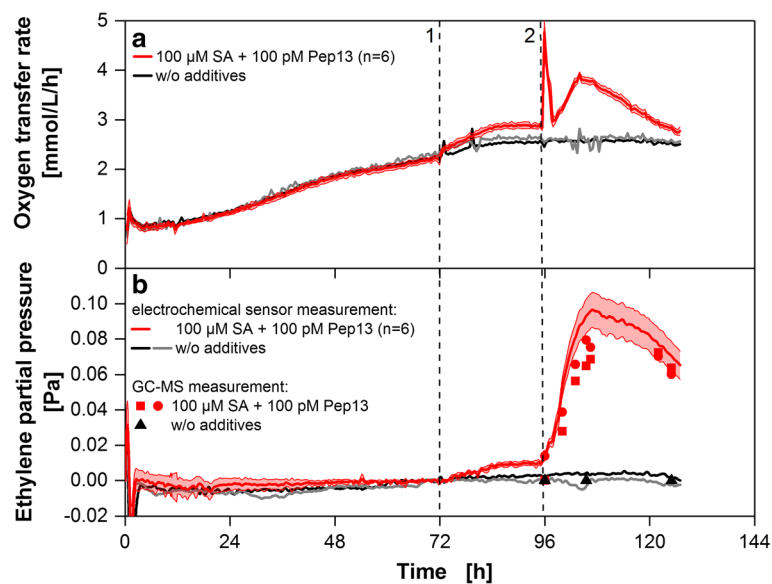 a
1
2
100 µM SA + 100 pM Pep13 (n=6)
w/o additives
Oxygen transfer rate
[mmol/L/h]
5
4
3
2
1
0
b
electrochemical sensor measurement:
100 µM SA + 100 pM Pep13 (n=6)
w/o additives
GC-MS measurement:
100 µM SA + 100 pM Pep13
w/o additives
Ethylene partial pressure
[Pa]
0.10
0.08
0.06
0.04
0.02
0.00
-0.02
0 24 48 72 96 120 144
Time [h]